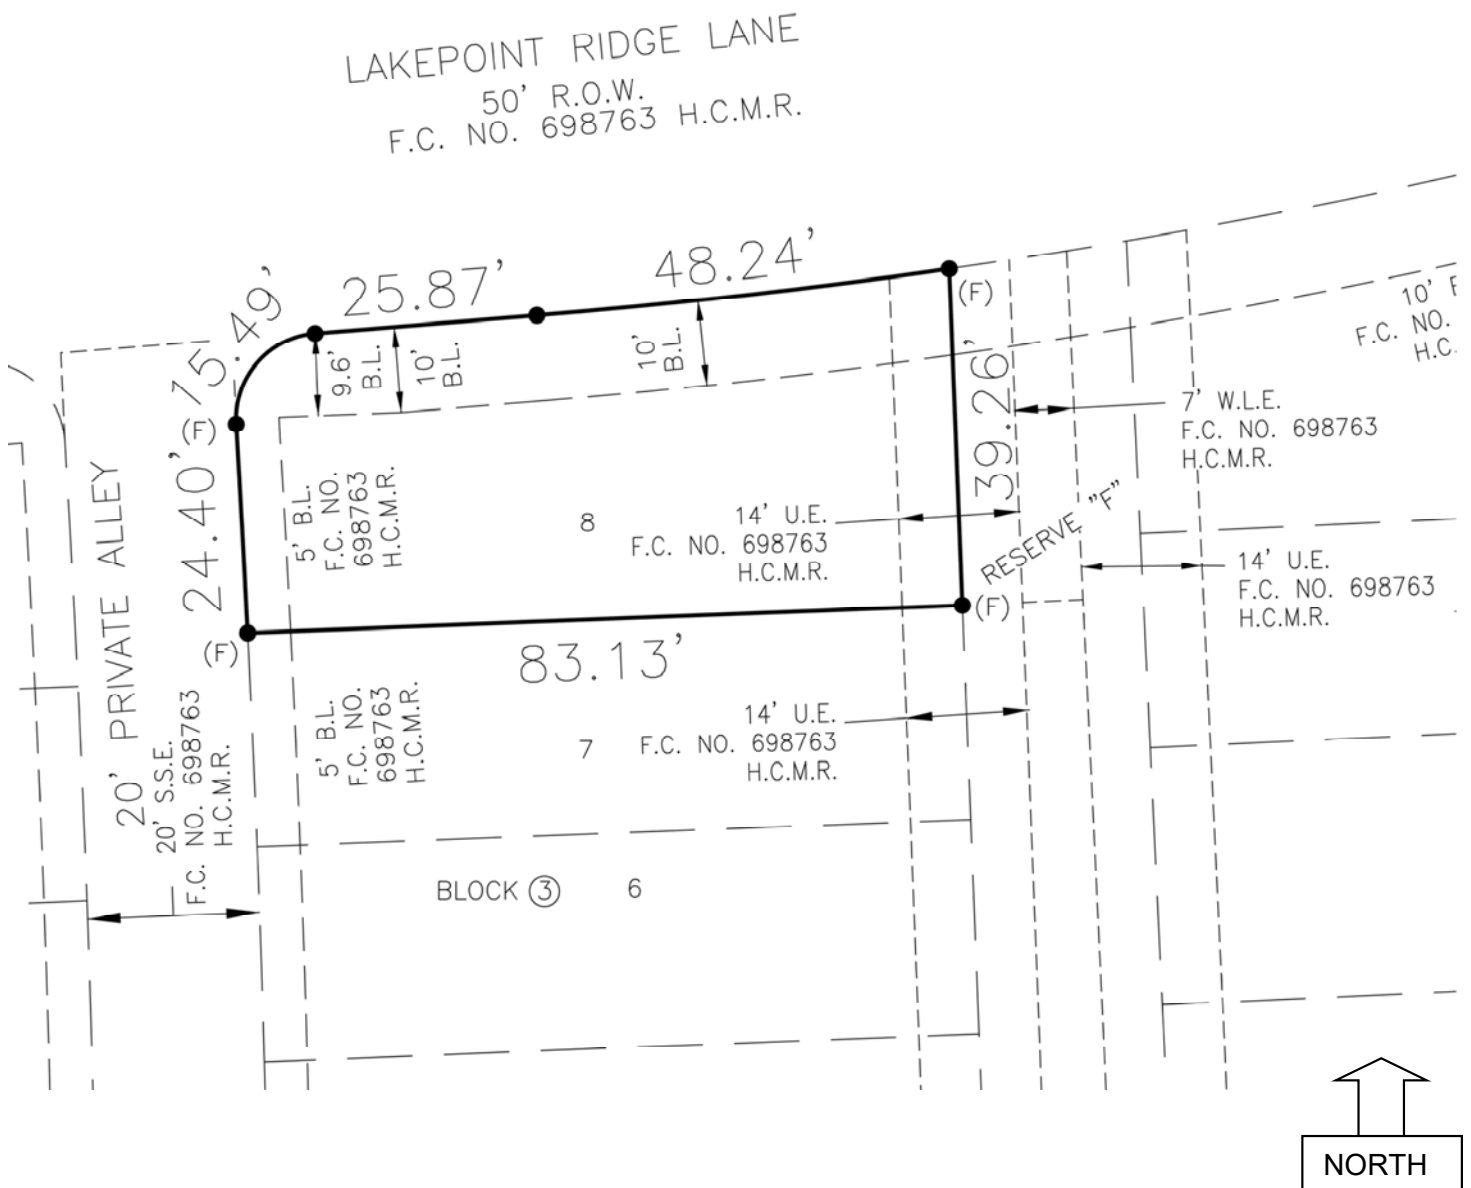 LAKEPOINT RIDGE LANE
50' R.O.W.
F.C. NO. 698763 H.C.M.R.
15.49'
25.87'
48.24'
(F)
9.6'
B.L.
10'
B.L.
10'
B.L.
F.C. NO.
H.C.
10'
39.26'
7' W.L.E.
F.C. NO. 698763
H.C.M.R.
(F)
24.40'
5' B.L.
F.C. NO.
698763
H.C.M.R.
8
14' U.E.
F.C. NO. 698763
H.C.M.R.
RESERVE "F"
14' U.E.
F.C. NO. 698763
H.C.M.R.
(F)
(F)
83.13'
20' PRIVATE ALLEY
20' S.S.E.
F.C. NO. 698763
H.C.M.R.
5' B.L.
F.C. NO.
698763
H.C.M.R.
7
14' U.E.
F.C. NO. 698763
H.C.M.R.
BLOCK 3
6
NORTH